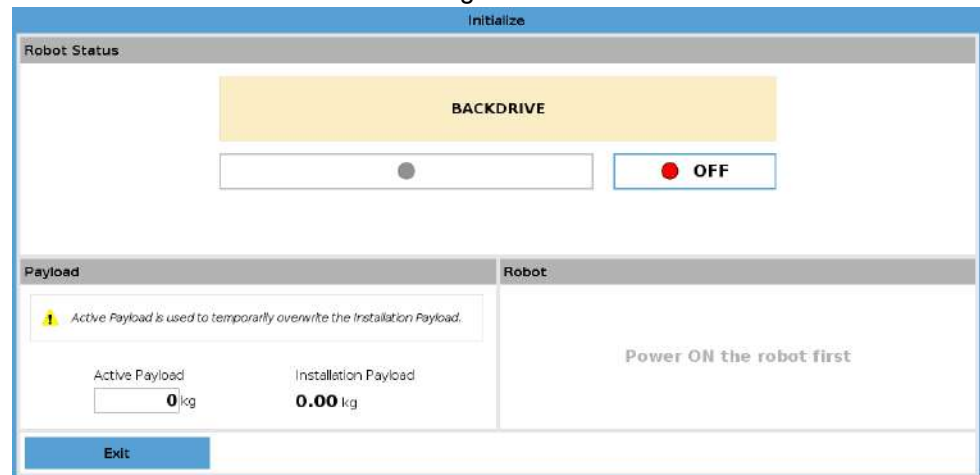 Initialize
Robot Status
BACKDRIVE
OFF
Payload
Robot
Active Payload is used to temporarily overwrite the Installation Payload.
Power ON the robot first
Active Payload
Installation Payload
0 kg
0.00 kg
Exit